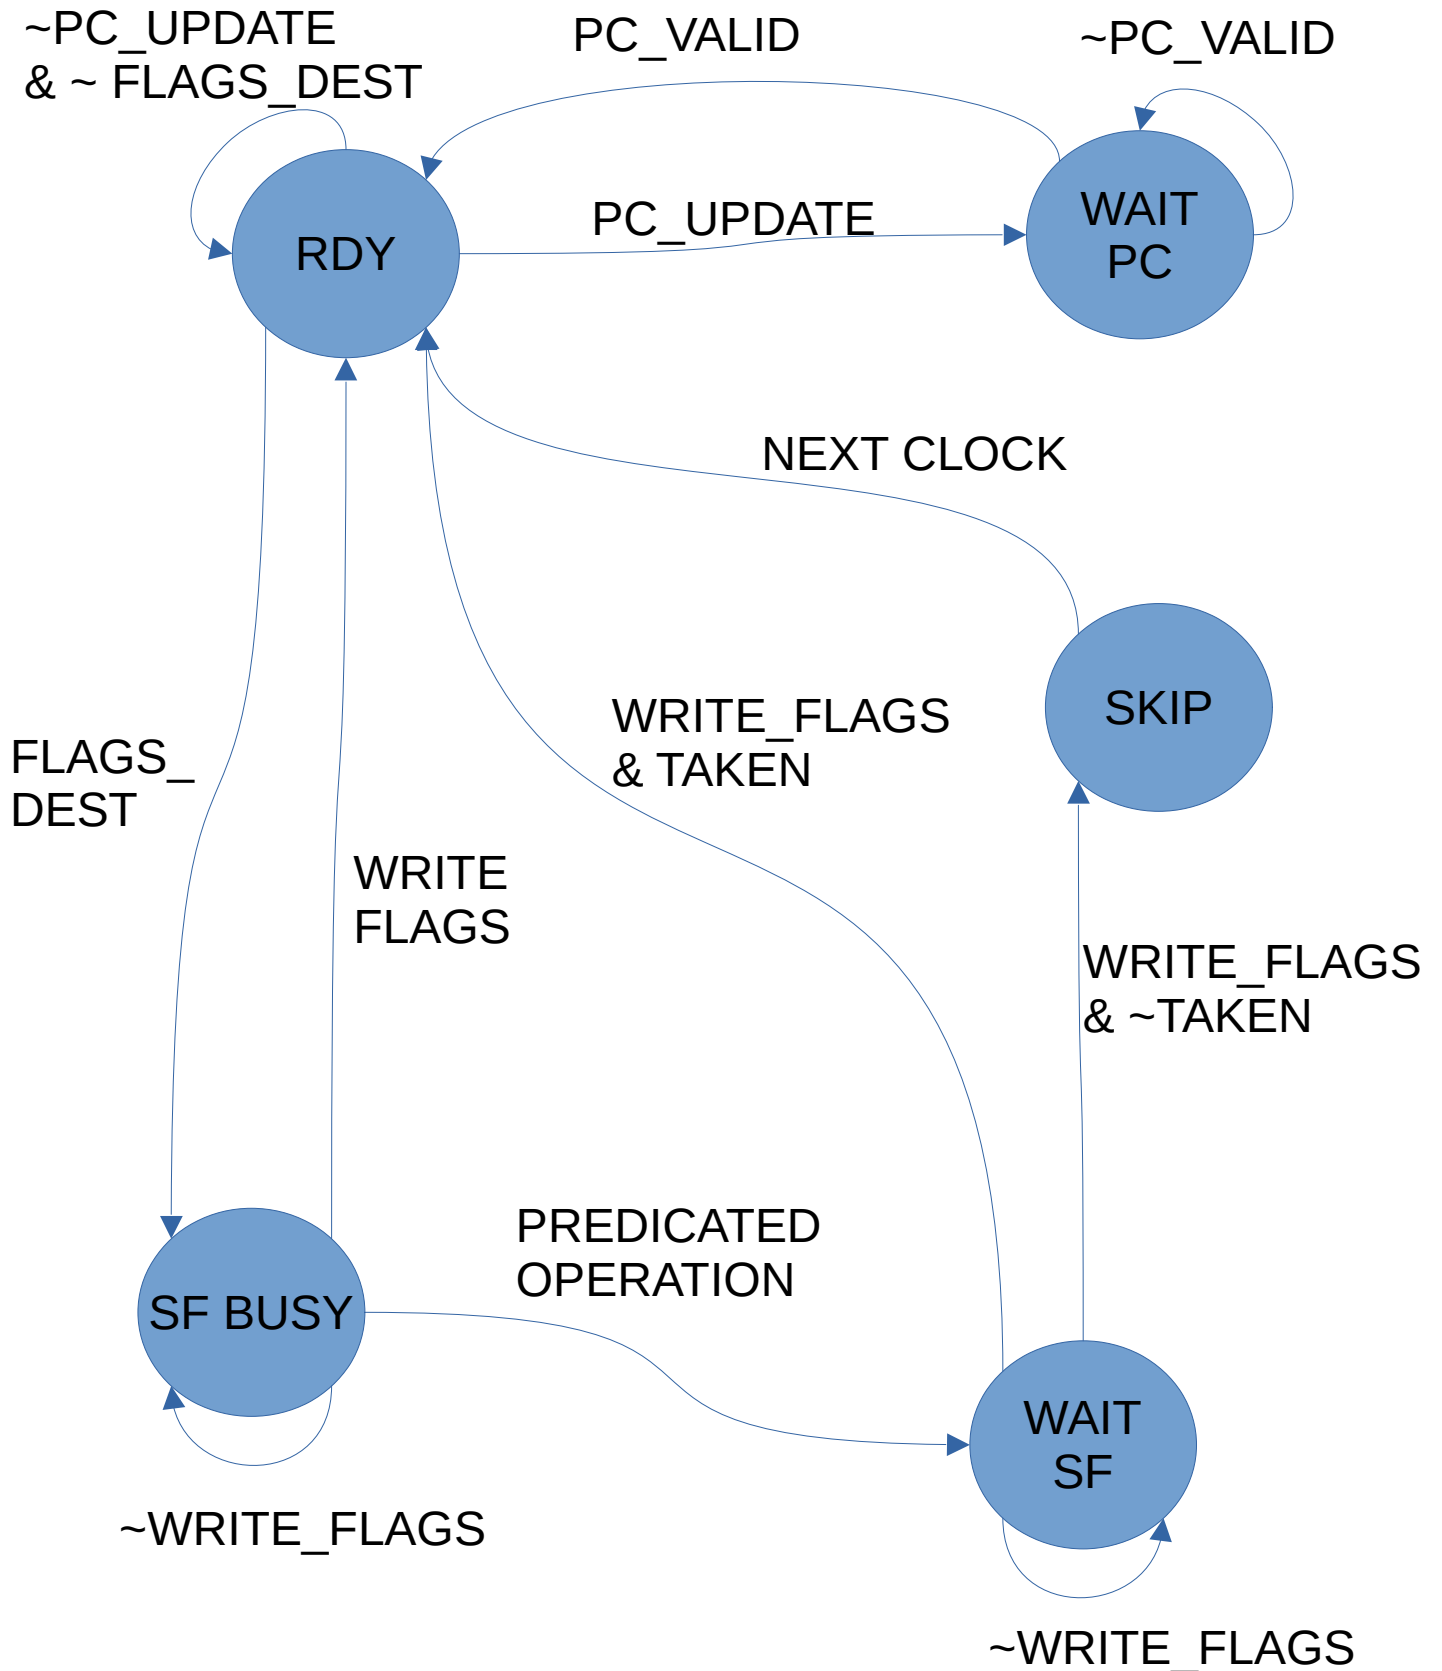 ~PC_UPDATE
& ~ FLAGS_DEST
PC_VALID
~PC_VALID
RDY
PC_UPDATE
WAIT
PC
NEXT CLOCK
SKIP
WRITE_FLAGS
& TAKEN
FLAGS_
DEST
WRITE
FLAGS
WRITE_FLAGS
& ~TAKEN
PREDICATED
OPERATION
SF BUSY
WAIT
SF
~WRITE_FLAGS
~WRITE_FLAGS